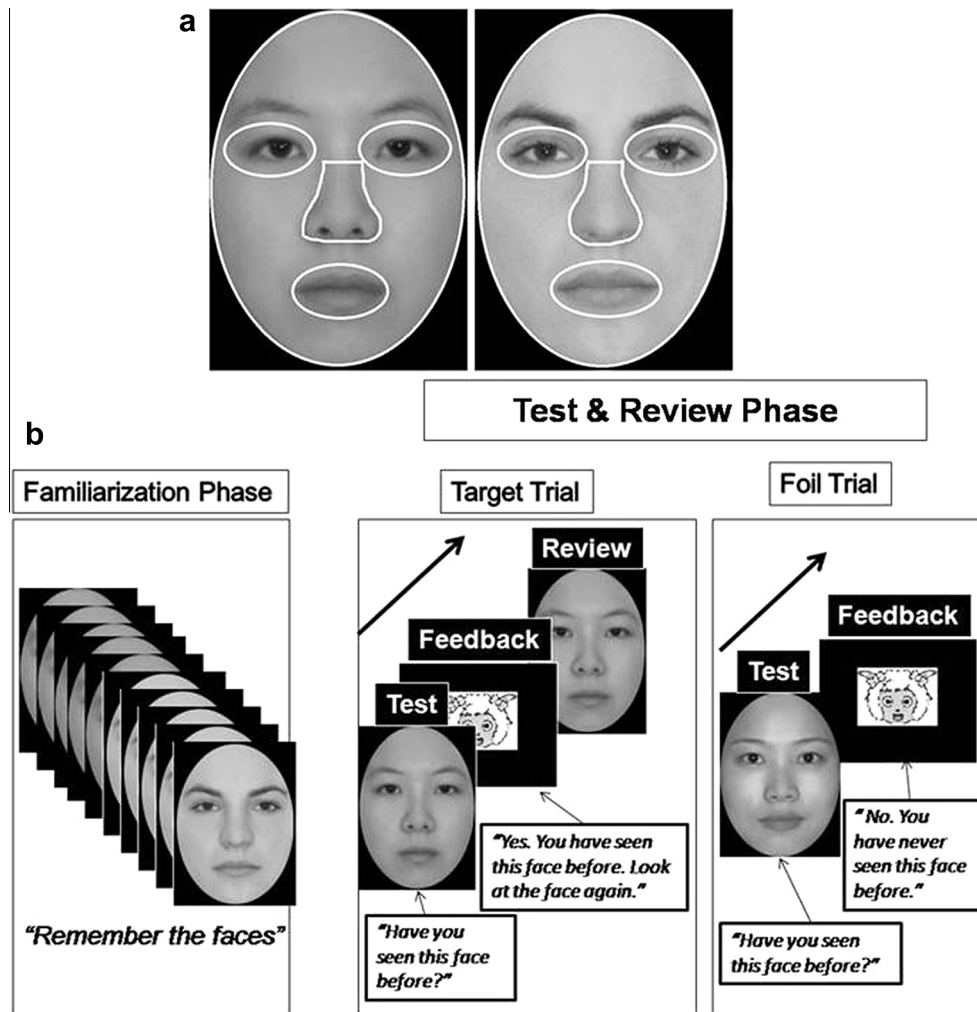 a
Test & Review Phase
b
Familiarization Phase
Target Trial
Foil Trial
Review
Feedback
Test
Feedback
Test
"Yes. You have seen
this face before. Look
at the face again."
"No. You
have never
seen this face
before."
"Remember the faces"
"Have you
seen this face
before?"
"Have you seen
this face before?"